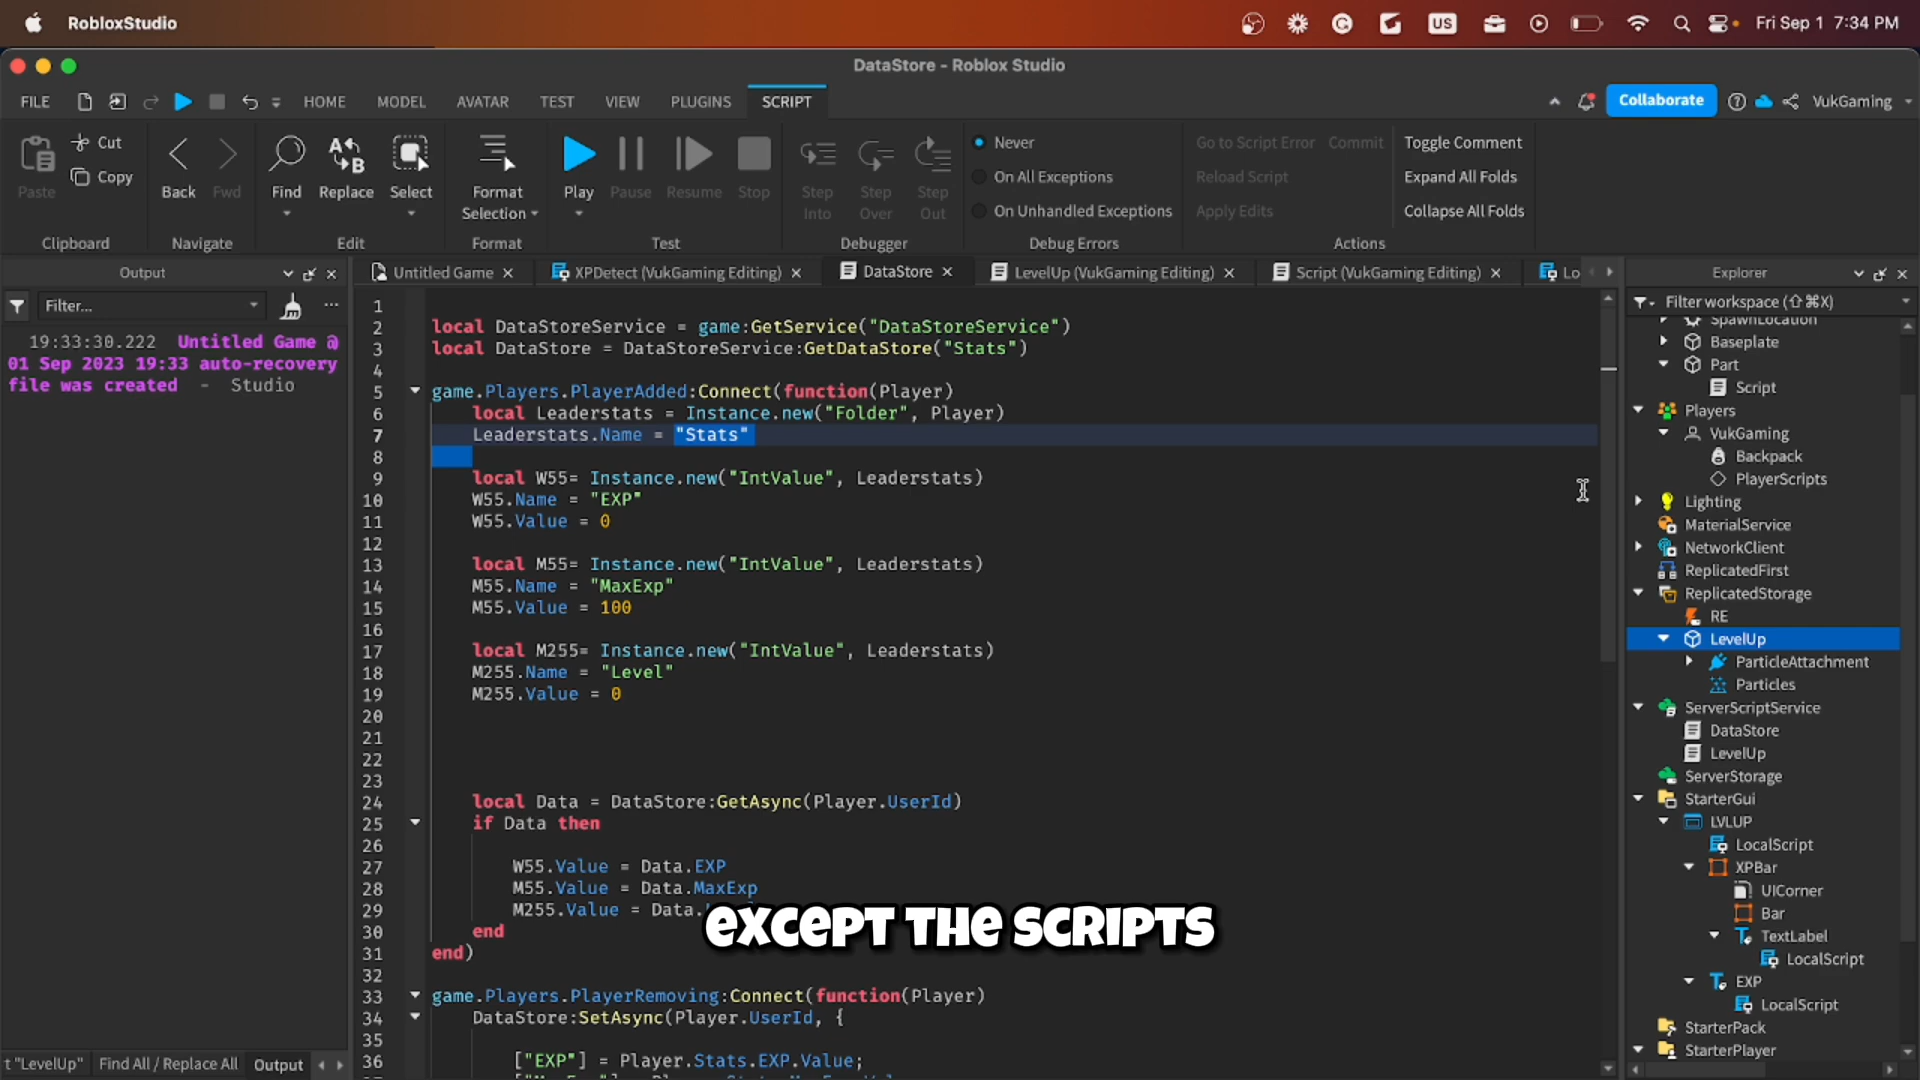 RobloxStudio
US
Fri Sep 1 7:34 PM
DataStore - Roblox Studio
FILE
HOME
MODEL
AVATAR
TEST
VIEW
PLUGINS
SCRIPT
Collaborate
VukGaming
Paste
Cut
Copy
Clipboard
Back
Fwd
Navigate
Find
Replace
Select
Edit
Format
Selection
Format
Play
Pause
Resume
Stop
Test
Step
Into
Step
Over
Step
Out
Debugger
Never
On All Exceptions
On Unhandled Exceptions
Debug Errors
Go to Script Error
Commit
Reload Script
Apply Edits
Toggle Comment
Expand All Folds
Collapse All Folds
Actions
Output
Filter...
19:33:30.222 Untitled Game @
01 Sep 2023 19:33 auto-recovery
file was created - Studio
t "LevelUp"
Find All / Replace All
Output
Untitled Game
XPDetect (VukGaming Editing)
DataStore
LevelUp (VukGaming Editing)
Script (VukGaming Editing)
Lo
1
2 local DataStoreService = game:GetService("DataStoreService")
3 local DataStore = DataStoreService:GetDataStore("Stats")
4
5 game.Players.PlayerAdded:Connect(function(Player)
6 local Leaderstats = Instance.new("Folder", Player)
7 Leaderstats.Name = "Stats"
8
9 local W55= Instance.new("IntValue", Leaderstats)
10 W55.Name = "EXP"
11 W55.Value = 0
12
13 local M55= Instance.new("IntValue", Leaderstats)
14 M55.Name = "MaxExp"
15 M55.Value = 100
16
17 local M255= Instance.new("IntValue", Leaderstats)
18 M255.Name = "Level"
19 M255.Value = 0
20
21
22
23
24 local Data = DataStore:GetAsync(Player.UserId)
25 if Data then
26
27 W55.Value = Data.EXP
28 M55.Value = Data.MaxExp
29 M255.Value = Data.
30 end
31 end)
32
33 game.Players.PlayerRemoving:Connect(function(Player)
34 DataStore:SetAsync(Player.UserId, {
35
36 ["EXP"] = Player.Stats.EXP.Value;
EXCEPT THE SCRIPTS
Explorer
Filter workspace (⇧⌘X)
SpawnLocation
Baseplate
Part
Script
Players
VukGaming
Backpack
PlayerScripts
Lighting
MaterialService
NetworkClient
ReplicatedFirst
ReplicatedStorage
RE
LevelUp
ParticleAttachment
Particles
ServerScriptService
DataStore
LevelUp
ServerStorage
StarterGui
LVLUP
LocalScript
XPBar
UICorner
Bar
TextLabel
LocalScript
EXP
LocalScript
StarterPack
StarterPlayer